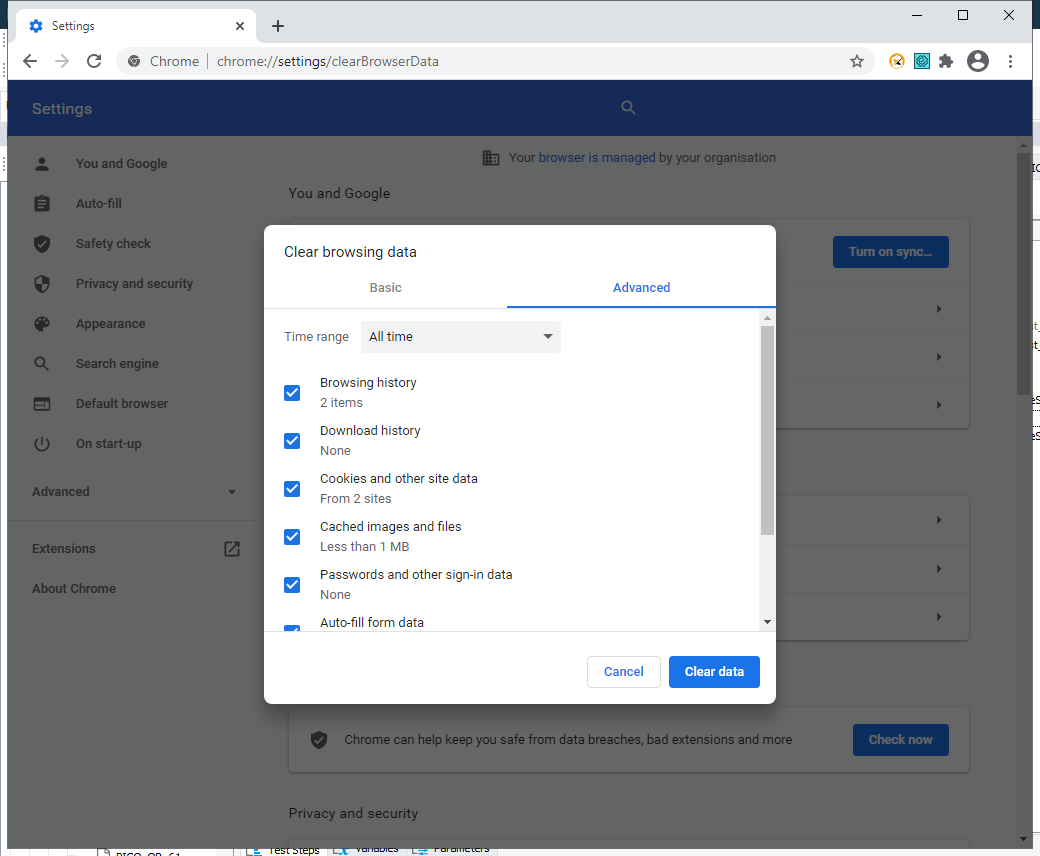 Settings
Chrome chrome://settings/clearBrowserData
Settings
Your browser is managed by your organisation
You and Google
Auto-fill
Safety check
Privacy and security
Appearance
Search engine
Default browser
On start-up
Advanced
Extensions
About Chrome
You and Google
Turn on sync...
Clear browsing data
Basic
Advanced
Time range All time
Browsing history
2 items
Download history
None
Cookies and other site data
From 2 sites
Cached images and files
Less than 1 MB
Passwords and other sign-in data
None
Auto-fill form data
Cancel
Clear data
Chrome can help keep you safe from data breaches, bad extensions and more
Check now
Privacy and security
Test Steps
Variables
Parameters